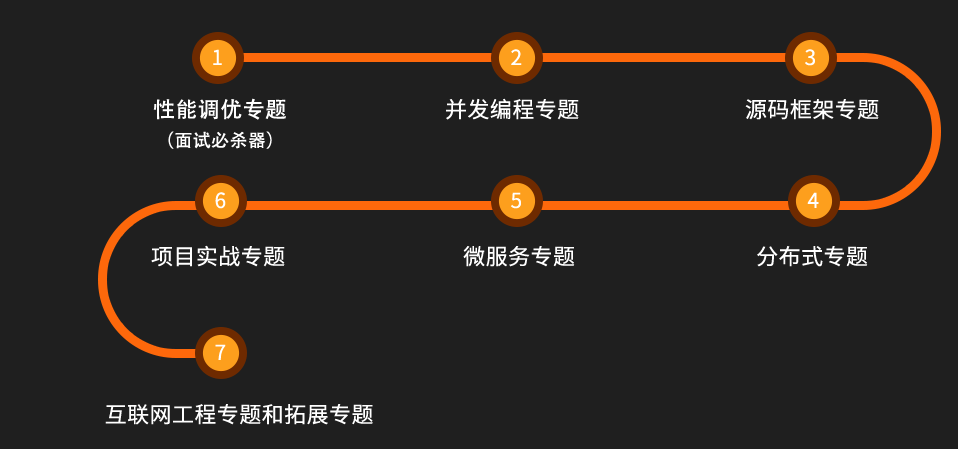 1
2
3
性能调优专题
(面试必杀器)
并发编程专题
源码框架专题
6
5
4
项目实战专题
微服务专题
分布式专题
7
互联网工程专题和拓展专题